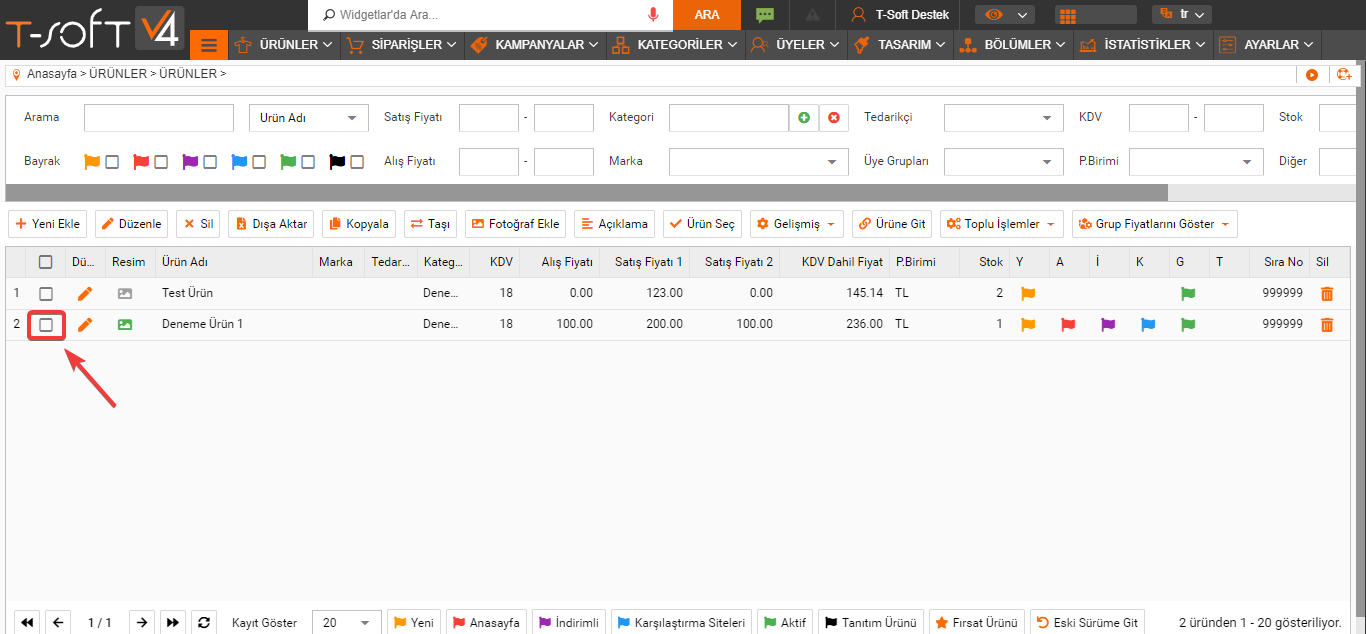 T-SOFT V4
Widgetlar'da Ara...
ARA
T-Soft Destek
tr
ÜRÜNLER SİPARİŞLER KAMPANYALAR KATEGORİLER ÜYELER TASARIM BÖLÜMLER İSTATİSTİKLER AYARLAR
Anasayfa > ÜRÜNLER > ÜRÜNLER >
Arama Ürün Adı Satış Fiyatı - Kategori Tedarikçi KDV - Stok
Bayrak Alış Fiyatı - Marka Üye Grupları P.Birimi Diğer
Yeni Ekle Düzenle Sil Dışa Aktar Kopyala Taşı Fotoğraf Ekle Açıklama Ürün Seç Gelişmiş Ürüne Git Toplu İşlemler Grup Fiyatlarını Göster
Dü... Resim Ürün Adı Marka Tedar... Kateg... KDV Alış Fiyatı Satış Fiyatı 1 Satış Fiyatı 2 KDV Dahil Fiyat P.Birimi Stok Y A İ K G T Sıra No Sil
1 Test Ürün Dene... 18 0.00 123.00 0.00 145.14 TL 2 999999
2 Deneme Ürün 1 Dene... 18 100.00 200.00 100.00 236.00 TL 1 999999
1 / 1 Kayıt Göster 20 Yeni Anasayfa İndirimli Karşılaştırma Siteleri Aktif Tanıtım Ürünü Fırsat Ürünü Eski Sürüme Git 2 üründen 1 - 20 gösteriliyor.